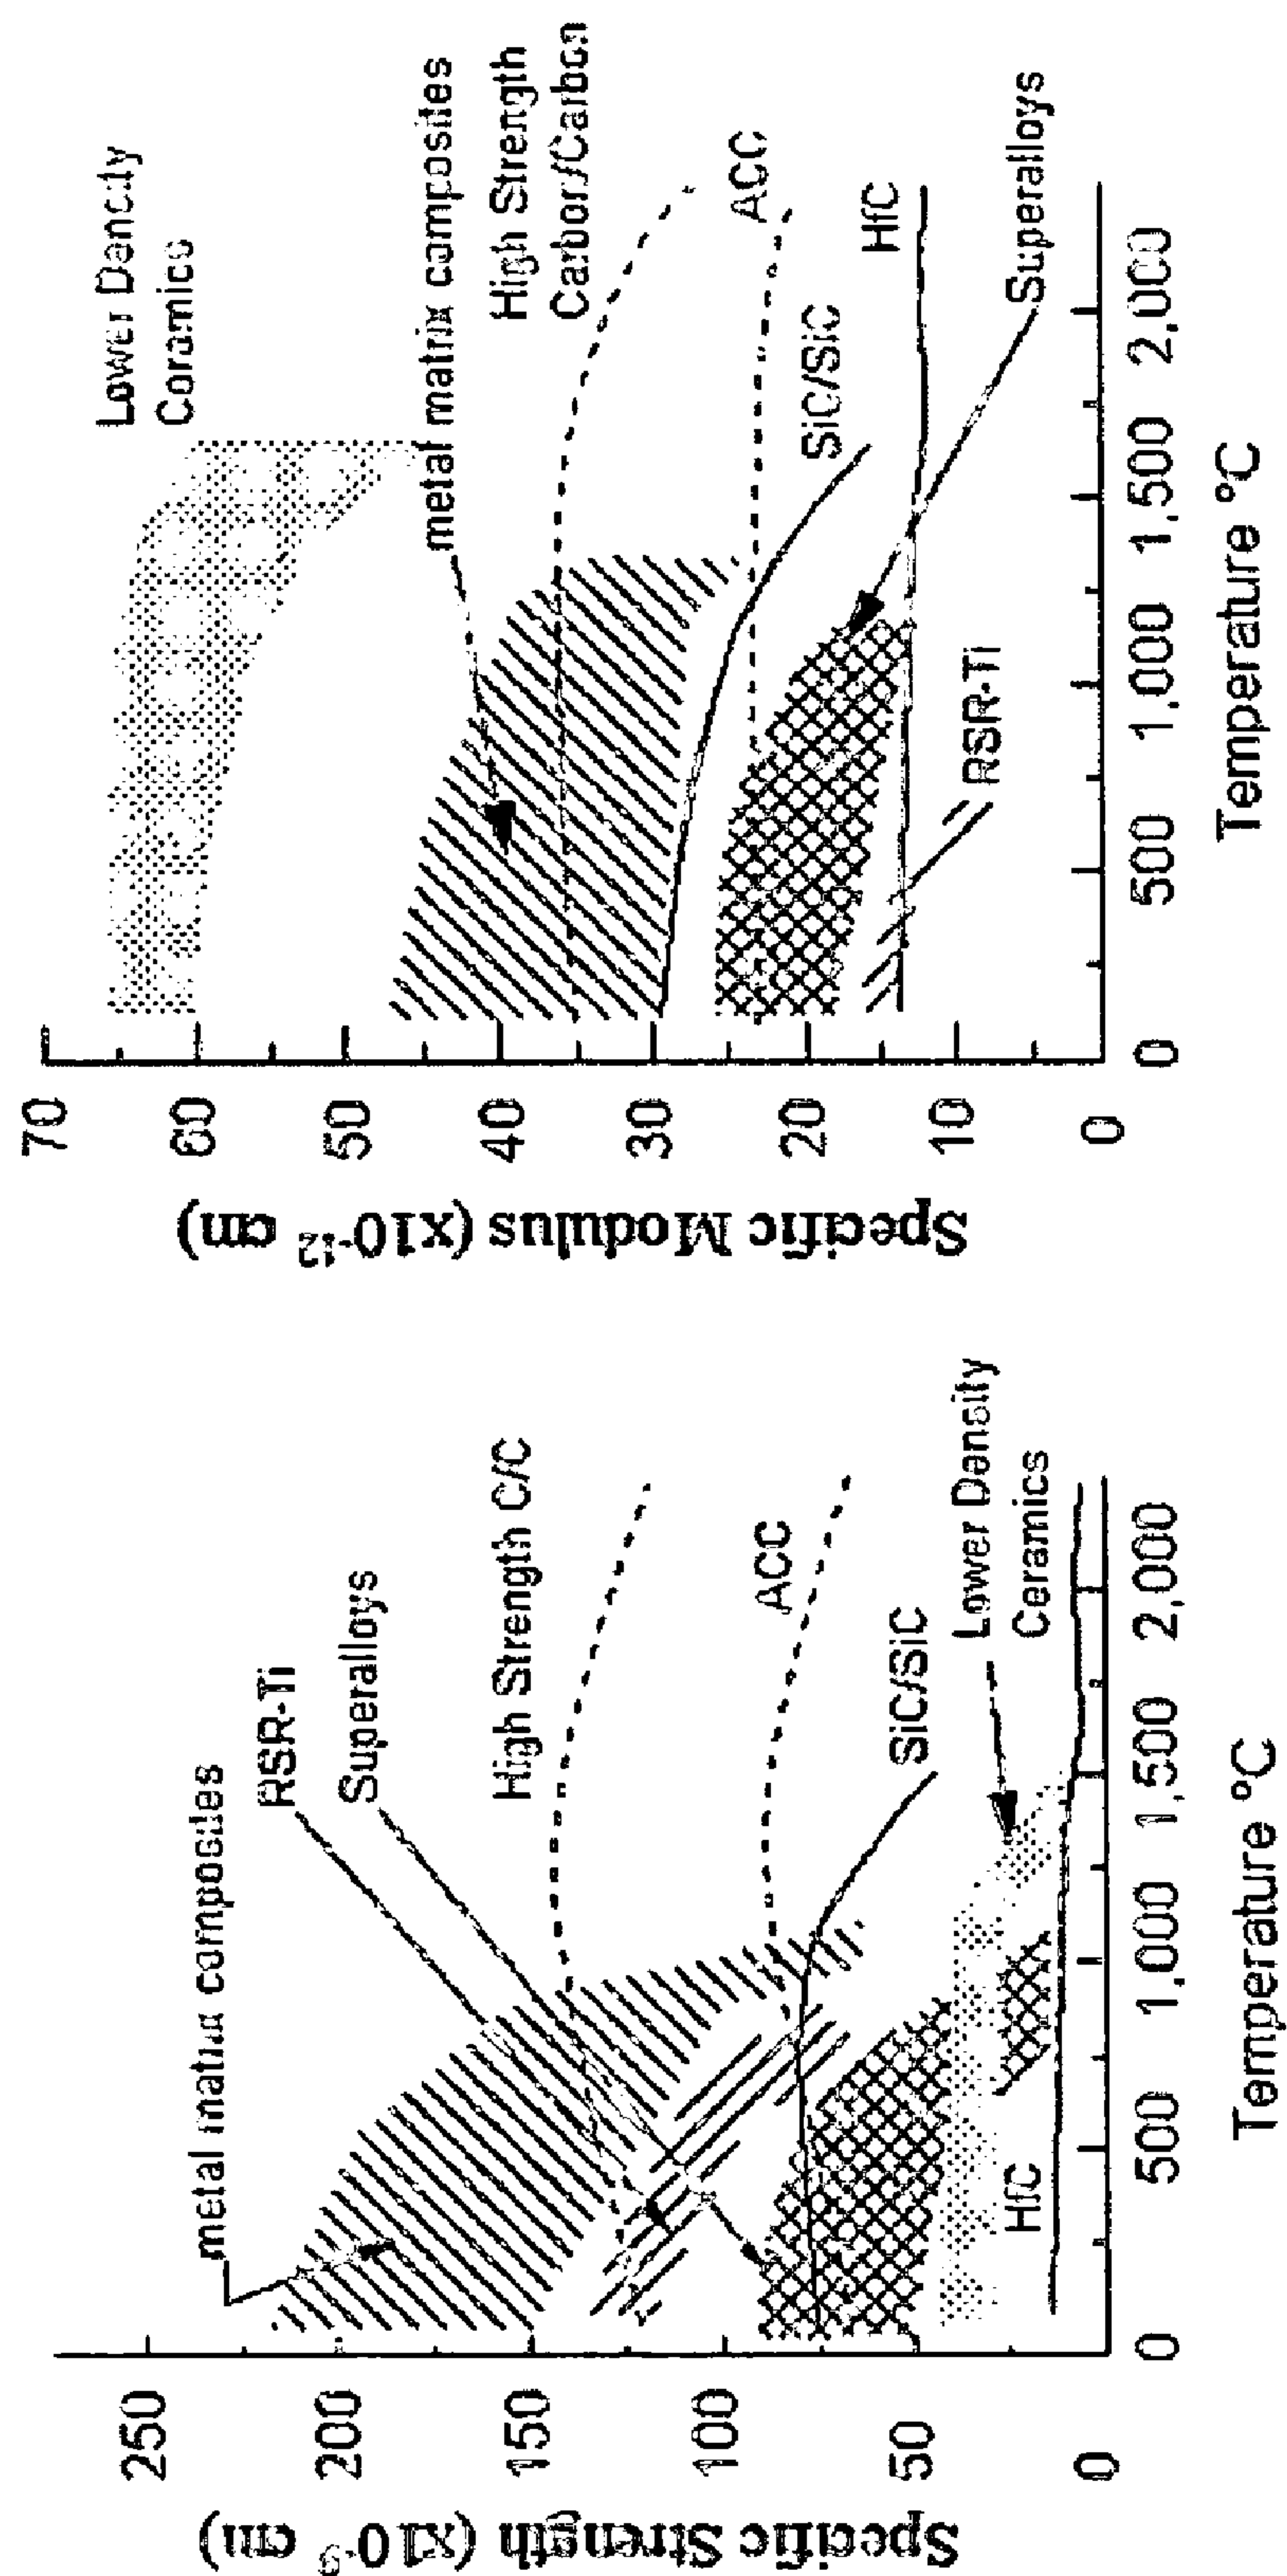 250
200
150
100
50
0
Specific Strength (x10-9 cm)
metal matrix composites
RSR-Ti
Superalloys
High Strength C/C
ACC
SiC/SiC
Lower Density
Ceramics
HfC
0
500
1,000
1,500
2,000
Temperature °C
70
60
50
40
30
20
10
0
Specific Modulus (x10-12 cm)
Lower Dencity
Coramics
metal matrix composites
High Strength
Carbon/Carbon
ACC
SiC/SiC
HfC
Superalloys
RSR-Ti
0
500
1,000
1,500
2,000
Temperature °C